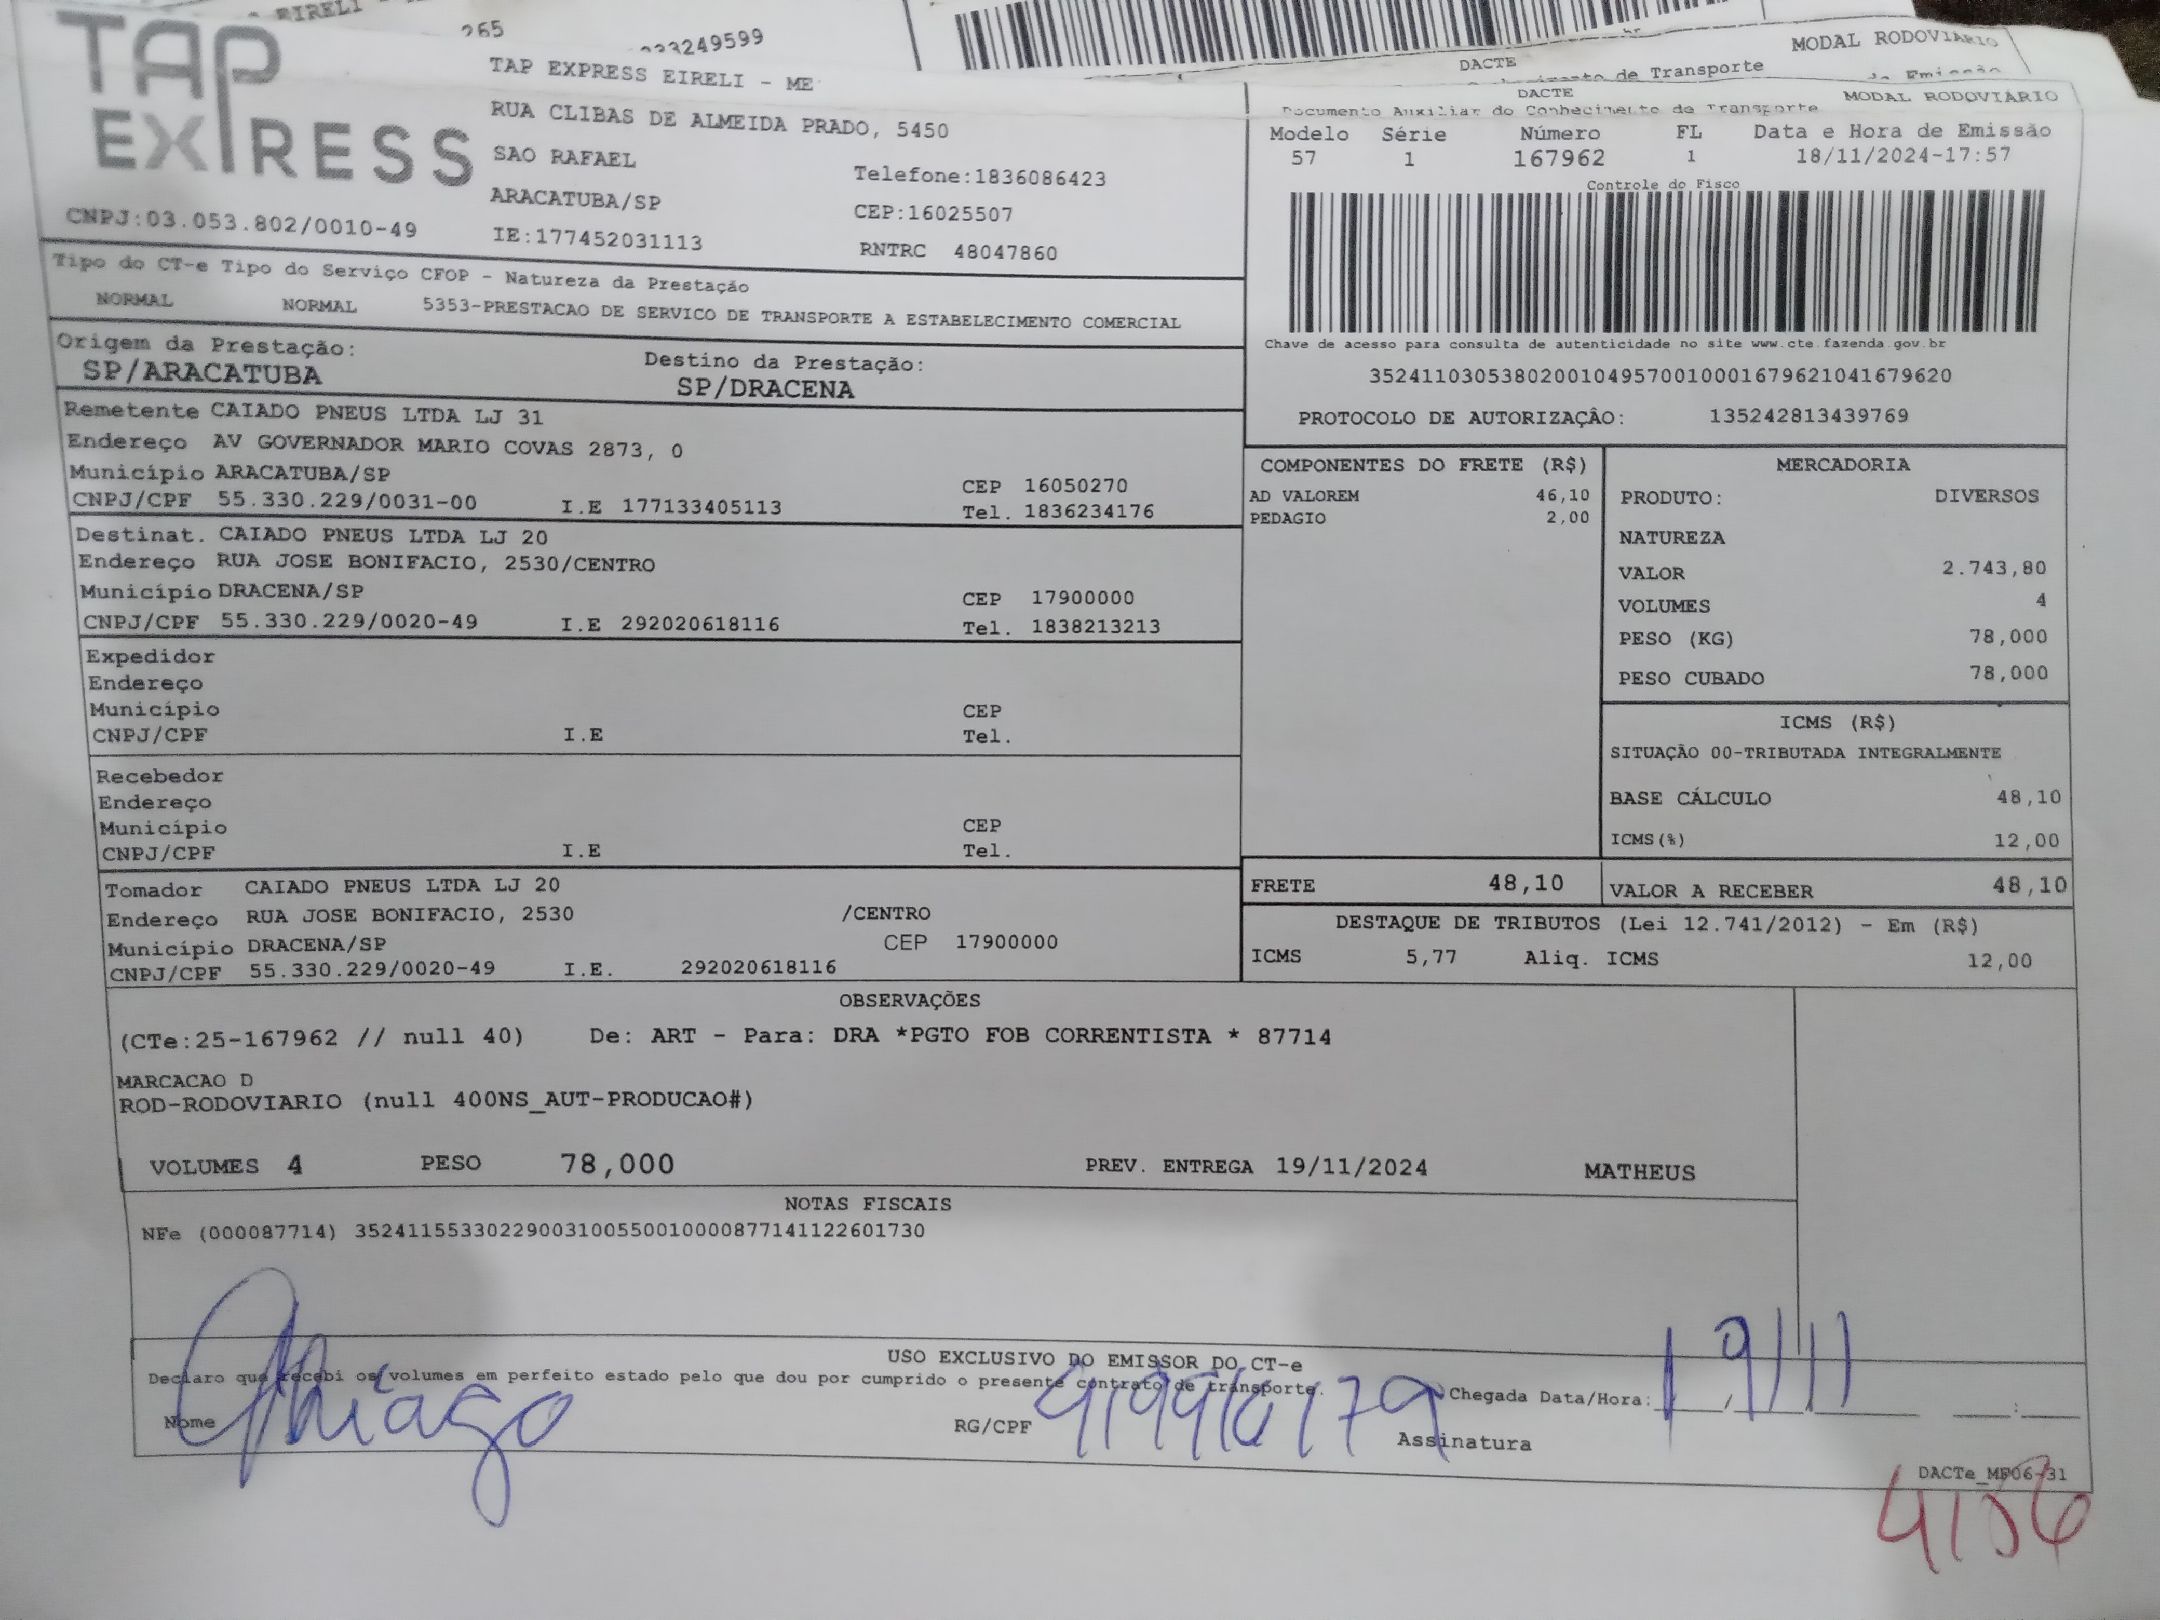 EIRELI
265
33249599
DACTE
de Transporte
MODAL RODOVIARIO
de Emissão
TAP EXPRESS
TAP EXPRESS EIRELI - ME
RUA CLIBAS DE ALMEIDA PRADO, 5450
SAO RAFAEL
Telefone:1836086423
ARACATUBA/SP
CEP:16025507
CNPJ:03.053.802/0010-49
IE:177452031113
RNTRC 48047860
DACTE
Documento Auxiliar do Conhecimento de Transporte
MODAL RODOVIÁRIO
Modelo Série Número FL Data e Hora de Emissão
57 1 167962 1 18/11/2024-17:57
Controle do Fisco
Chave de acesso para consulta de autenticidade no site www.cte.fazenda.gov.br
35241103053802001049570010001679621041679620
PROTOCOLO DE AUTORIZAÇÂO: 135242813439769
Tipo do CT-e Tipo do Serviço CFOP - Natureza da Prestação
NORMAL NORMAL 5353-PRESTACAO DE SERVICO DE TRANSPORTE A ESTABELECIMENTO COMERCIAL
Origem da Prestação: Destino da Prestação:
SP/ARACATUBA SP/DRACENA
Remetente CAIADO PNEUS LTDA LJ 31
Endereço AV GOVERNADOR MARIO COVAS 2873, 0
Município ARACATUBA/SP CEP 16050270
CNPJ/CPF 55.330.229/0031-00 I.E 177133405113 Tel. 1836234176
Destinat. CAIADO PNEUS LTDA LJ 20
Endereço RUA JOSE BONIFACIO, 2530/CENTRO
Município DRACENA/SP CEP 17900000
CNPJ/CPF 55.330.229/0020-49 I.E 292020618116 Tel. 1838213213
Expedidor
Endereço
Município CEP
CNPJ/CPF I.E Tel.
Recebedor
Endereço
Município CEP
CNPJ/CPF I.E Tel.
Tomador CAIADO PNEUS LTDA LJ 20
Endereço RUA JOSE BONIFACIO, 2530 /CENTRO
Município DRACENA/SP CEP 17900000
CNPJ/CPF 55.330.229/0020-49 I.E. 292020618116
COMPONENTES DO FRETE (R$)
AD VALOREM 46,10
PEDAGIO 2,00
MERCADORIA
PRODUTO: DIVERSOS
NATUREZA
VALOR 2.743,80
VOLUMES 4
PESO (KG) 78,000
PESO CUBADO 78,000
ICMS (R$)
SITUAÇÃO 00-TRIBUTADA INTEGRALMENTE
BASE CÁLCULO 48,10
ICMS(%) 12,00
FRETE 48,10 VALOR A RECEBER 48,10
DESTAQUE DE TRIBUTOS (Lei 12.741/2012) - Em (R$)
ICMS 5,77 Aliq. ICMS 12,00
OBSERVAÇÕES
(CTe:25-167962 // null 40) De: ART - Para: DRA *PGTO FOB CORRENTISTA * 87714
MARCACAO D
ROD-RODOVIARIO (null 400NS_AUT-PRODUCAO#)
VOLUMES 4 PESO 78,000 PREV. ENTREGA 19/11/2024 MATHEUS
NOTAS FISCAIS
NFe (000087714) 35241155330229003100550010000877141122601730
USO EXCLUSIVO DO EMISSOR DO CT-e
Declaro que recebi os volumes em perfeito estado pelo que dou por cumprido o presente contrato de transporte.
Chegada Data/Hora: 19/11
Nome Thiago RG/CPF
Assinatura
DACTe_MP06-31
4156